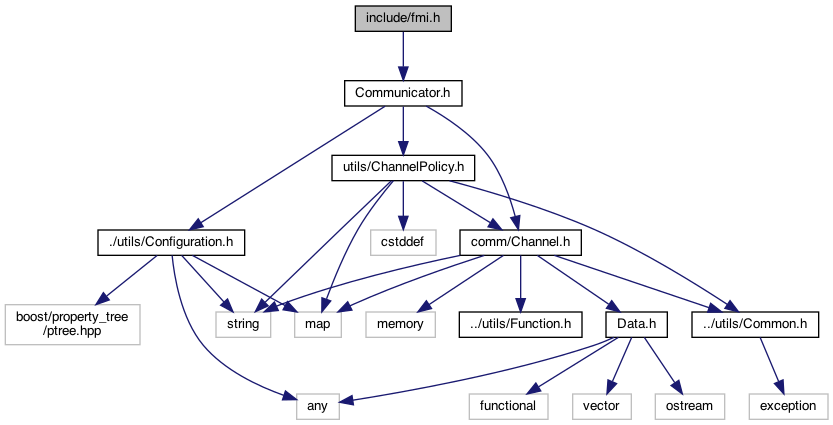 include/fmi.h
Communicator.h
utils/ChannelPolicy.h
./utils/Configuration.h
cstddef
comm/Channel.h
boost/property_tree
/ptree.hpp
string
map
memory
../utils/Function.h
Data.h
../utils/Common.h
any
functional
vector
ostream
exception